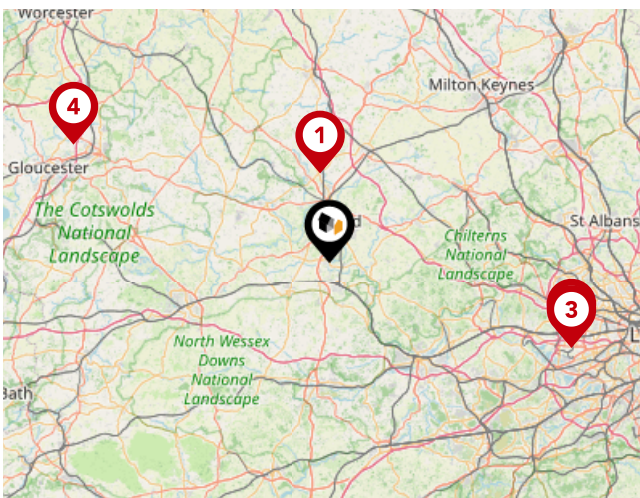 Worcester
Milton Keynes
4
1
Gloucester
The Cotswolds
National
Landscape
d
St Albans
Chilterns
National
Landscape
3
L
North Wessex
Downs
National
Landscape
Bath